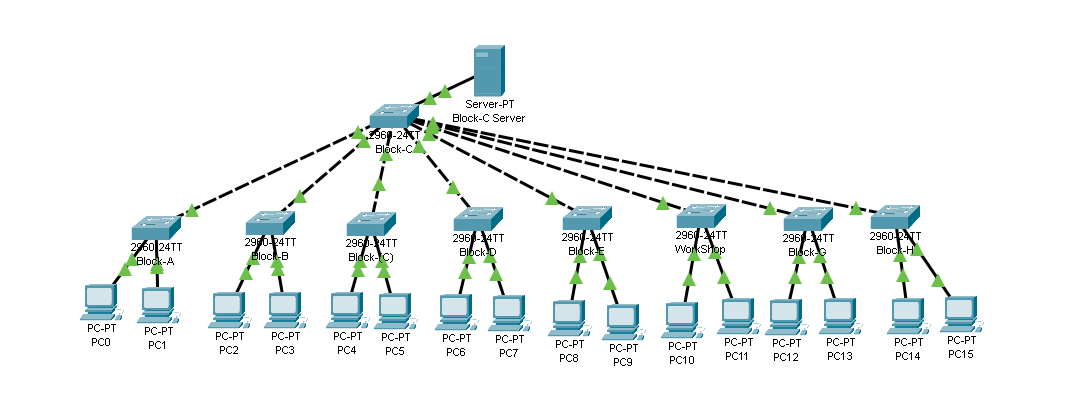 Server-PT
Block-C Server
2960-24TT
Block-C
2960-24TT
Block-A
2960-24TT
Block-B
2960-24TT
Block-(C)
2960-24TT
Block-D
2960-24TT
Block-E
2960-24TT
WorkShop
2960-24TT
Block-G
2960-24TT
Block-H
PC-PT
PC0
PC-PT
PC1
PC-PT
PC2
PC-PT
PC3
PC-PT
PC4
PC-PT
PC5
PC-PT
PC6
PC-PT
PC7
PC-PT
PC8
PC-PT
PC9
PC-PT
PC10
PC-PT
PC11
PC-PT
PC12
PC-PT
PC13
PC-PT
PC14
PC-PT
PC15